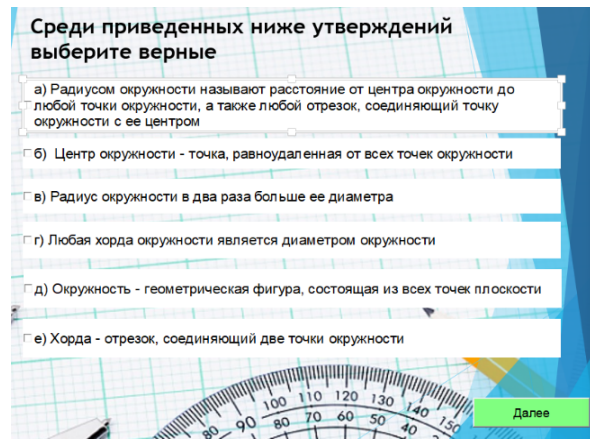 Среди приведенных ниже утверждений
выберите верные
а) Радиусом окружности называют расстояние от центра окружности до
любой точки окружности, а также любой отрезок, соединяющий точку
окружности с ее центром
б) Центр окружности - точка, равноудаленная от всех точек окружности
в) Радиус окружности в два раза больше ее диаметра
г) Любая хорда окружности является диаметром окружности
д) Окружность - геометрическая фигура, состоящая из всех точек плоскости
е) Хорда - отрезок, соединяющий две точки окружности
100 110 120 130 140 150
80 90 80 70 60 50 40
Далее